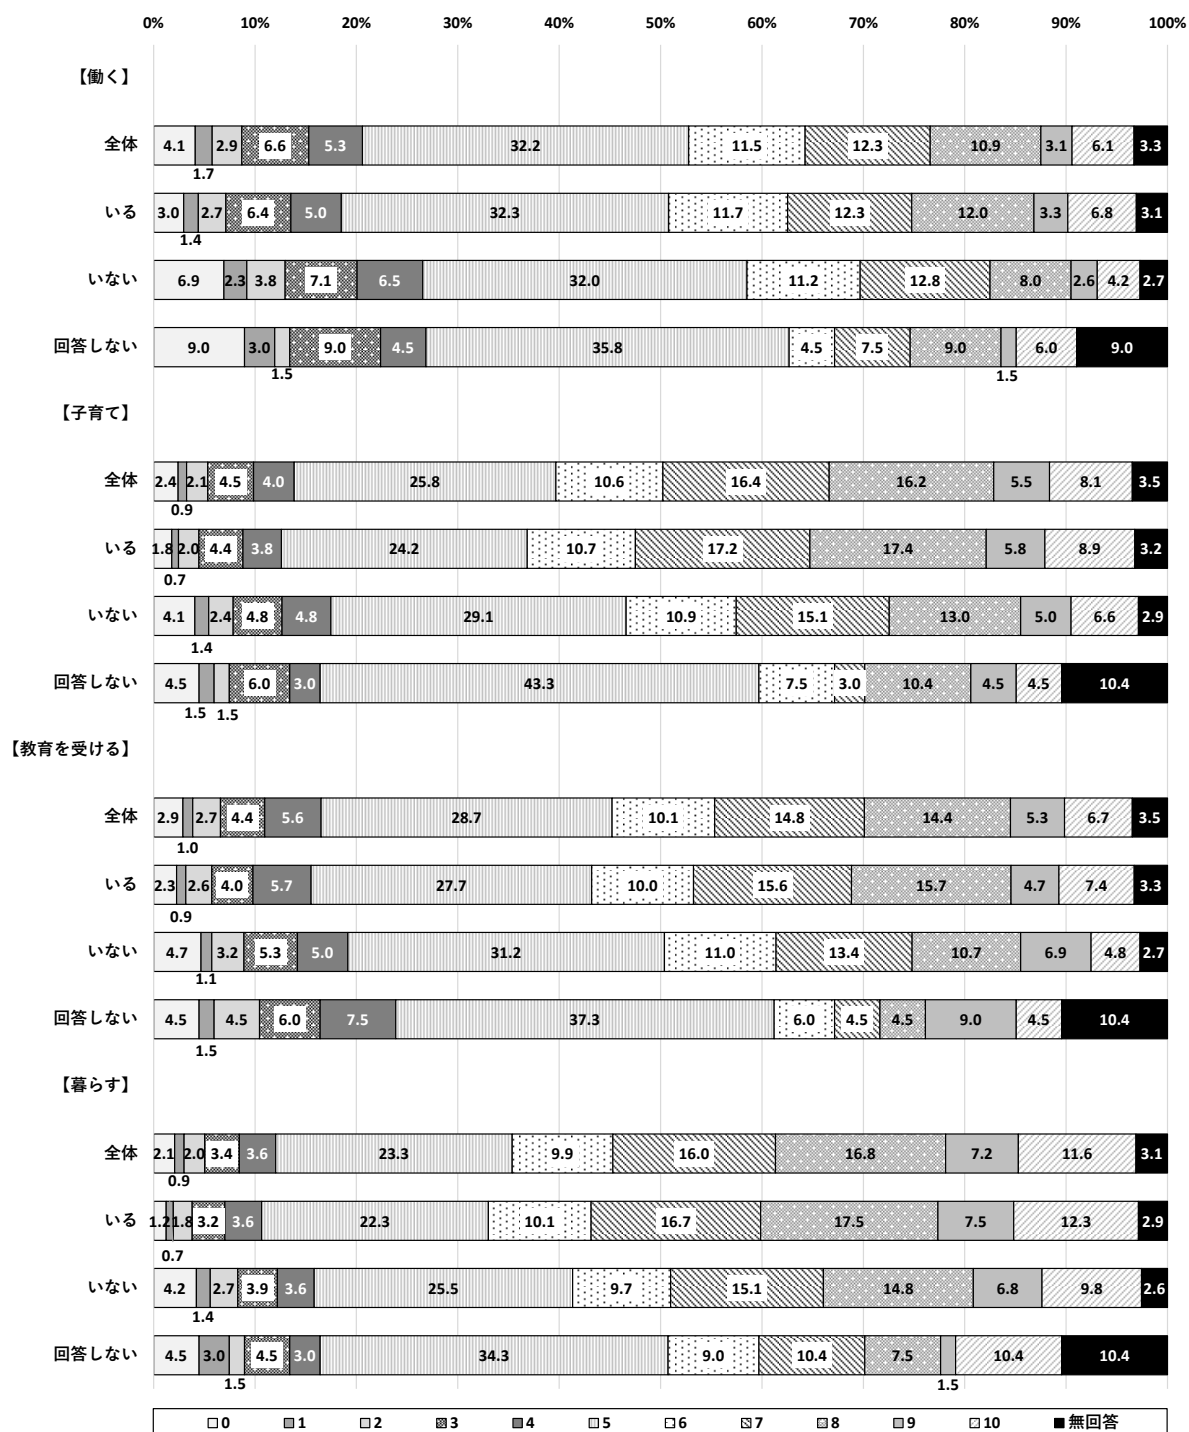 0% 10% 20% 30% 40% 50% 60% 70% 80% 90% 100%
【働く】
全体 4.1 2.9 6.6 5.3 32.2 11.5 12.3 10.9 3.1 6.1 3.3
1.7
いる 3.0 2.7 6.4 5.0 32.3 11.7 12.3 12.0 3.3 6.8 3.1
1.4
いない 6.9 2.3 3.8 7.1 6.5 32.0 11.2 12.8 8.0 2.6 4.2 2.7
回答しない 9.0 3.0 9.0 4.5 35.8 4.5 7.5 9.0 6.0 9.0
1.5 1.5
【子育て】
全体 2.4 2.1 4.5 4.0 25.8 10.6 16.4 16.2 5.5 8.1 3.5
0.9
いる 1.8 2.0 4.4 3.8 24.2 10.7 17.2 17.4 5.8 8.9 3.2
0.7
いない 4.1 2.4 4.8 4.8 29.1 10.9 15.1 13.0 5.0 6.6 2.9
1.4
回答しない 4.5 6.0 3.0 43.3 7.5 3.0 10.4 4.5 4.5 10.4
1.5 1.5
【教育を受ける】
全体 2.9 2.7 4.4 5.6 28.7 10.1 14.8 14.4 5.3 6.7 3.5
1.0
いる 2.3 2.6 4.0 5.7 27.7 10.0 15.6 15.7 4.7 7.4 3.3
0.9
いない 4.7 3.2 5.3 5.0 31.2 11.0 13.4 10.7 6.9 4.8 2.7
1.1
回答しない 4.5 4.5 6.0 7.5 37.3 6.0 4.5 4.5 9.0 4.5 10.4
1.5
【暮らす】
全体 2.1 2.0 3.4 3.6 23.3 9.9 16.0 16.8 7.2 11.6 3.1
0.9
いる 1.2 1.8 3.2 3.6 22.3 10.1 16.7 17.5 7.5 12.3 2.9
0.7
いない 4.2 2.7 3.9 3.6 25.5 9.7 15.1 14.8 6.8 9.8 2.6
1.4
回答しない 4.5 3.0 4.5 3.0 34.3 9.0 10.4 7.5 10.4 10.4
1.5 1.5
0 1 2 3 4 5 6 7 8 9 10 無回答